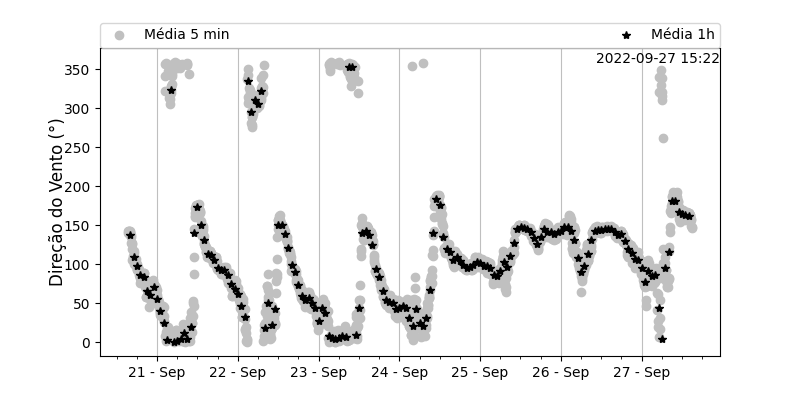 Média 5 min
Média 1h
2022-09-27 15:22
Direção do Vento (°)
350
300
250
200
150
100
50
0
21 - Sep
22 - Sep
23 - Sep
24 - Sep
25 - Sep
26 - Sep
27 - Sep